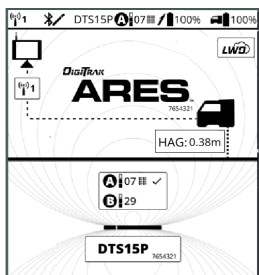 1 DTS15P A 07 100% 100%
LWD
DIGITRAK
ARES
1
7654321
HAG: 0.38m
A 07 ✓
B 29
DTS15P
7654321